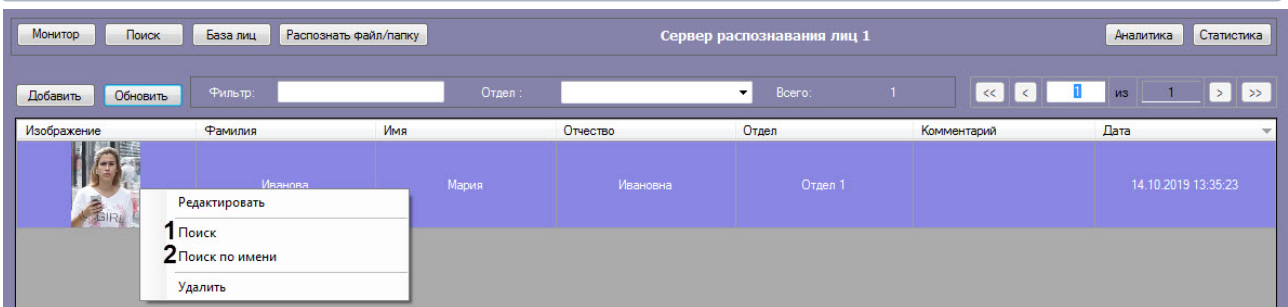 Монитор Поиск База лиц Распознать файл/папку Сервер распознавания лиц 1 Аналитика Статистика
Добавить Обновить Фильтр: Отдел : Всего: 1 << < 1 из 1 > >>
Изображение Фамилия Имя Отчество Отдел Комментарий Дата
GIRL Иванова Мария Ивановна Отдел 1 14.10.2019 13:35:23
Редактировать
1 Поиск
2 Поиск по имени
Удалить